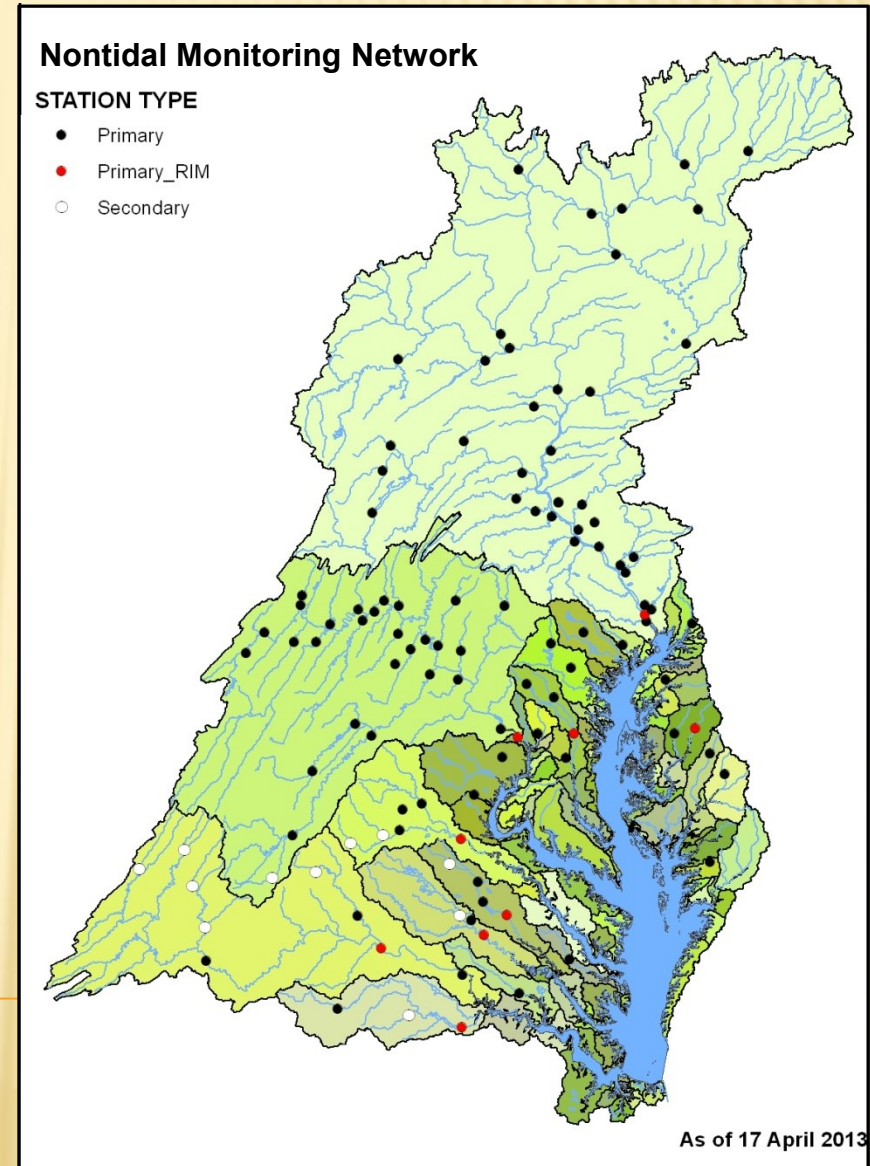 Nontidal Monitoring Network
STATION TYPE
Primary
Primary_RIM
Secondary
As of 17 April 2013